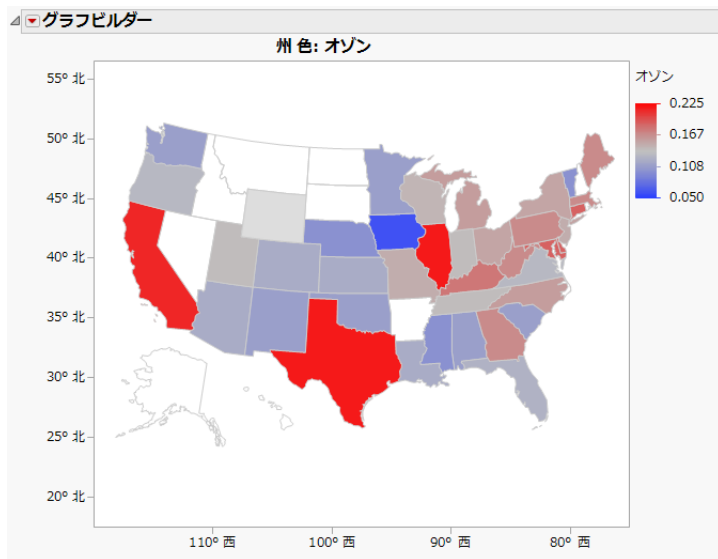 グラフビルダー
州 色: オゾン
オゾン
0.225
0.167
0.108
0.050
55° 北
50° 北
45° 北
40° 北
35° 北
30° 北
25° 北
20° 北
110° 西
100° 西
90° 西
80° 西